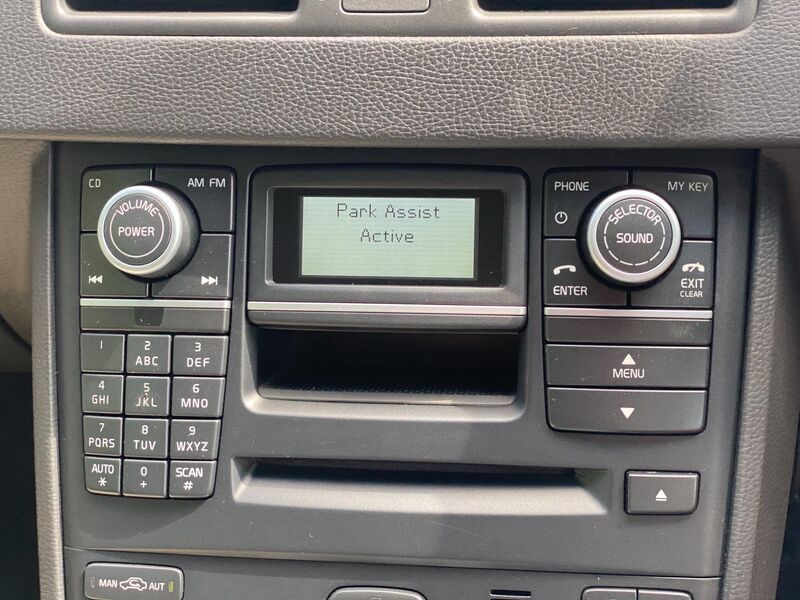 CD
AM FM
VOLUME
POWER
Park Assist
Active
PHONE
MY KEY
SELECTOR
SOUND
ENTER
EXIT
CLEAR
1
2
ABC
3
DEF
4
GHI
5
JKL
6
MNO
7
PQRS
8
TUV
9
WXYZ
AUTO
*
0
+
SCAN
#
MENU
MAN AUT